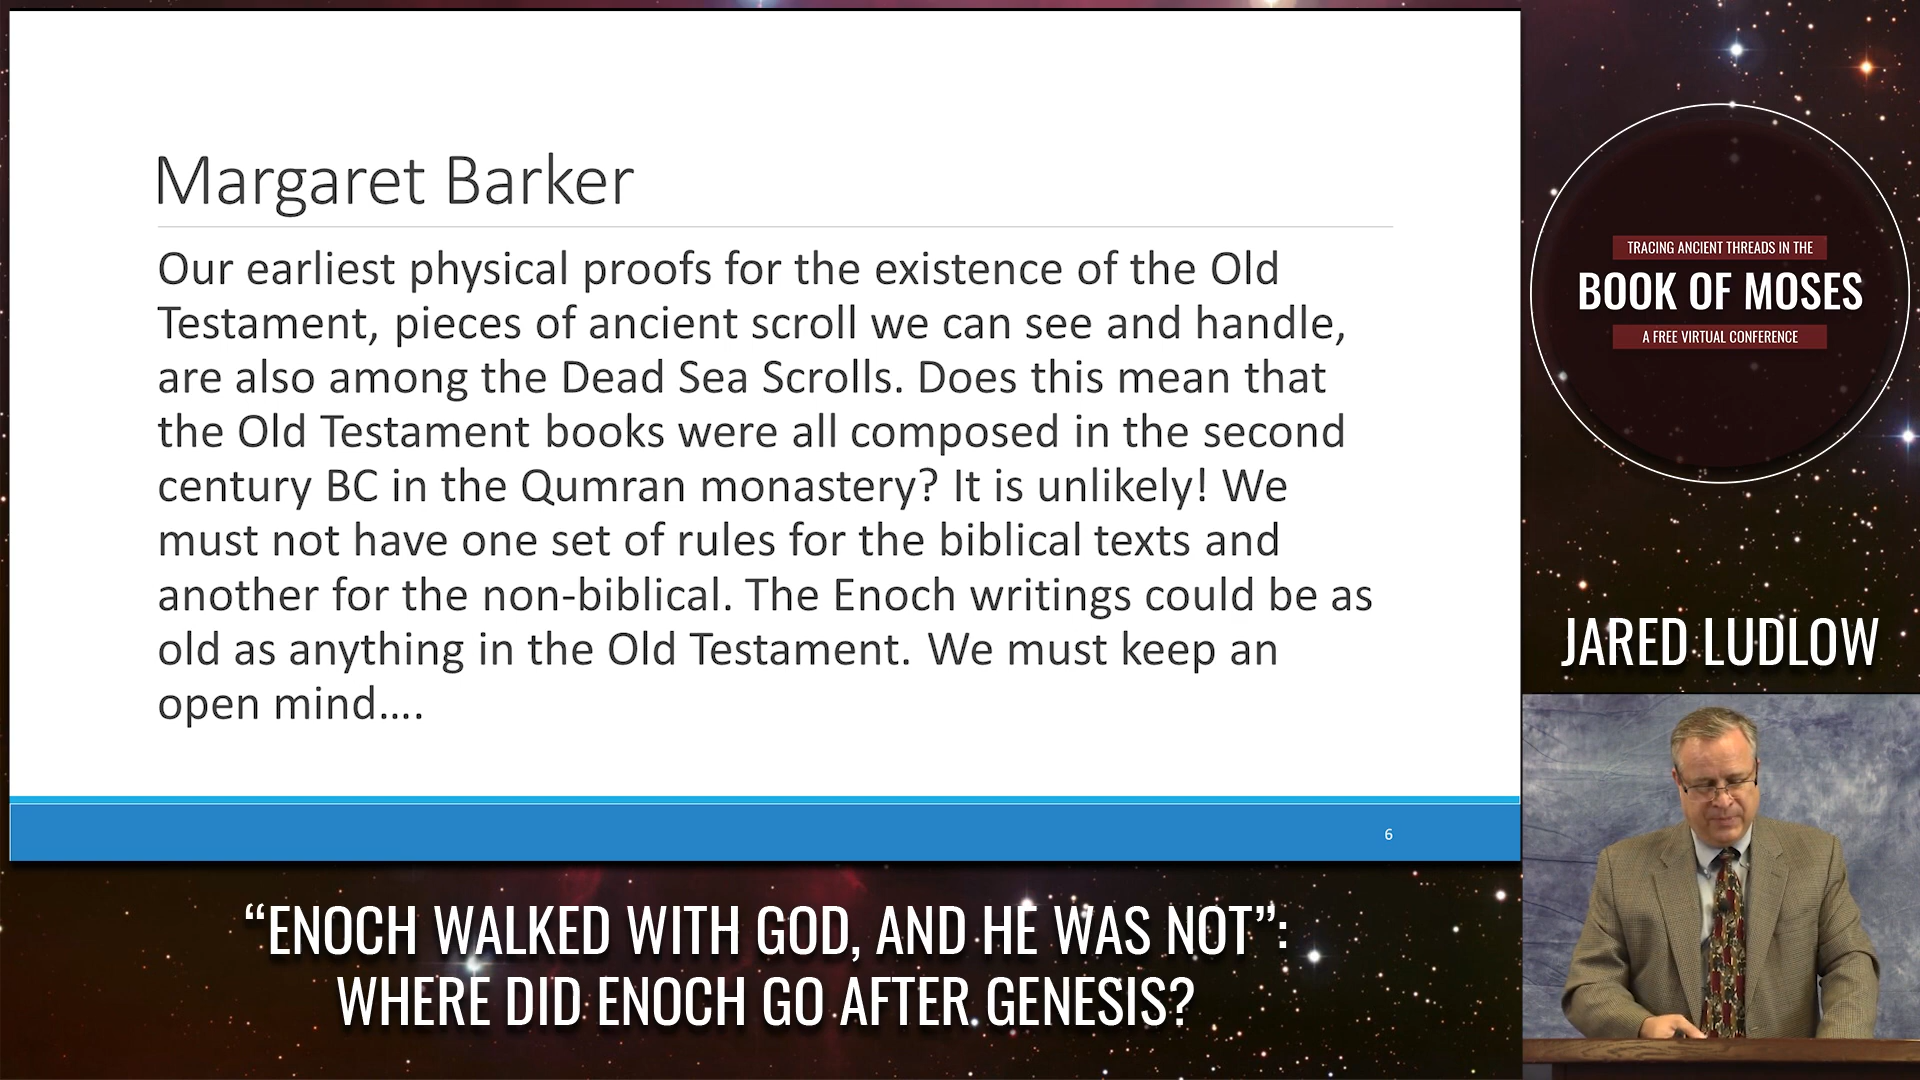 Margaret Barker
Our earliest physical proofs for the existence of the Old
Testament, pieces of ancient scroll we can see and handle,
are also among the Dead Sea Scrolls. Does this mean that
the Old Testament books were all composed in the second
century BC in the Qumran monastery? It is unlikely! We
must not have one set of rules for the biblical texts and
another for the non-biblical. The Enoch writings could be as
old as anything in the Old Testament. We must keep an
open mind….
6
“ENOCH WALKED WITH GOD, AND HE WAS NOT”:
WHERE DID ENOCH GO AFTER GENESIS?
TRACING ANCIENT THREADS IN THE
BOOK OF MOSES
A FREE VIRTUAL CONFERENCE
JARED LUDLOW